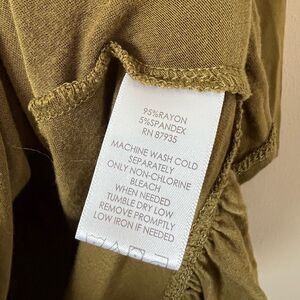 95%RAYON
5%SPANDEX
RN 87935
MACHINE WASH COLD
SEPARATELY
ONLY NON-CHLORINE
BLEACH
WHEN NEEDED
TUMBLE DRY LOW
REMOVE PROMPTLY
LOW IRON IF NEEDED